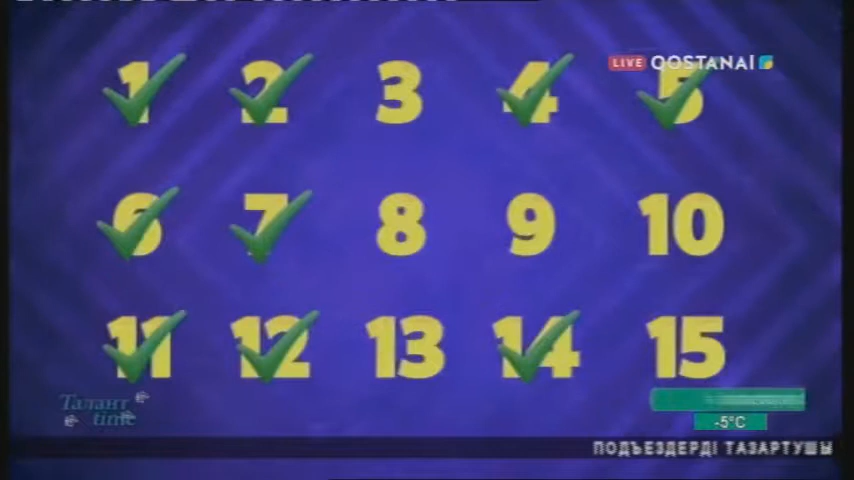 1 2 3 4 5
LIVE QOSTANAI
6 7 8 9 10
11 12 13 14 15
Талант
time
-5°C
ПОДЪЕЗДЕРДІ ТАЗАРТУШЫ